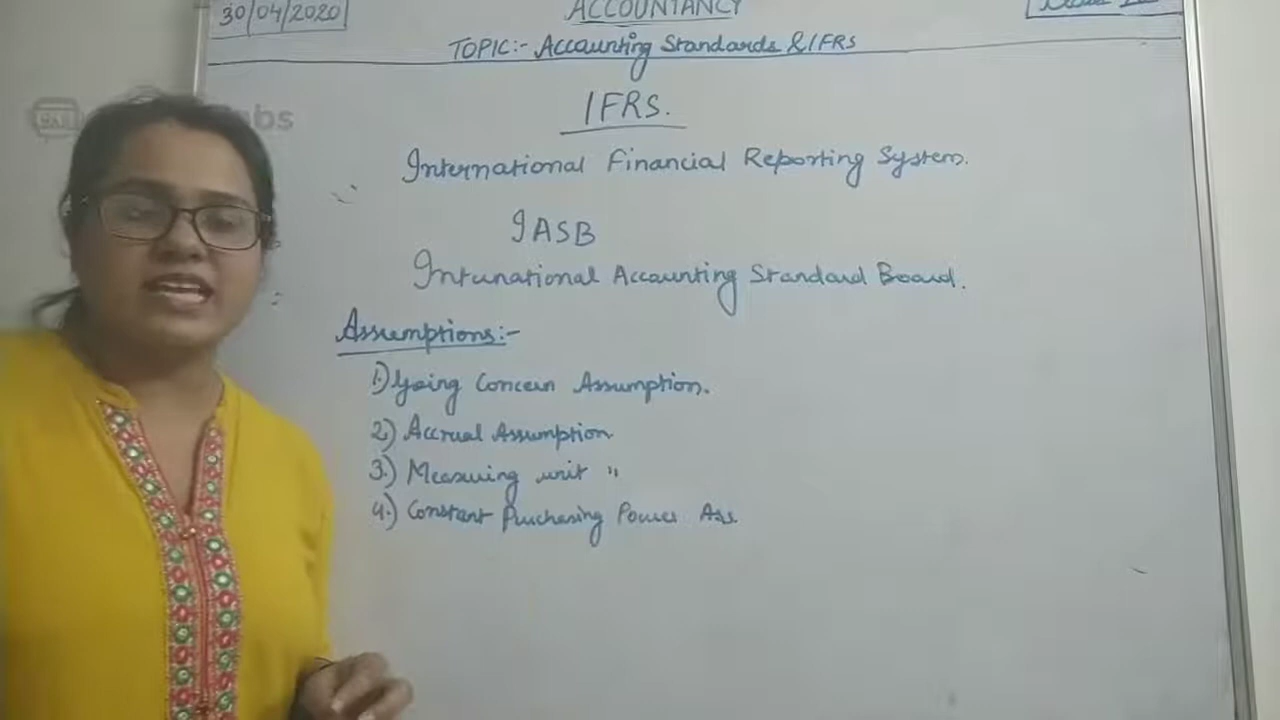 30/04/2020
ACCOUNTANCY
TOPIC:- Accounting Standards & IFRS
IFRS.
International Financial Reporting System.
IASB
International Accounting Standard Board.
Assumptions:-
1.) Going Concern Assumption.
2.) Accrual Assumption
3.) Measuring unit "
4.) Constant Purchasing Power Ass.